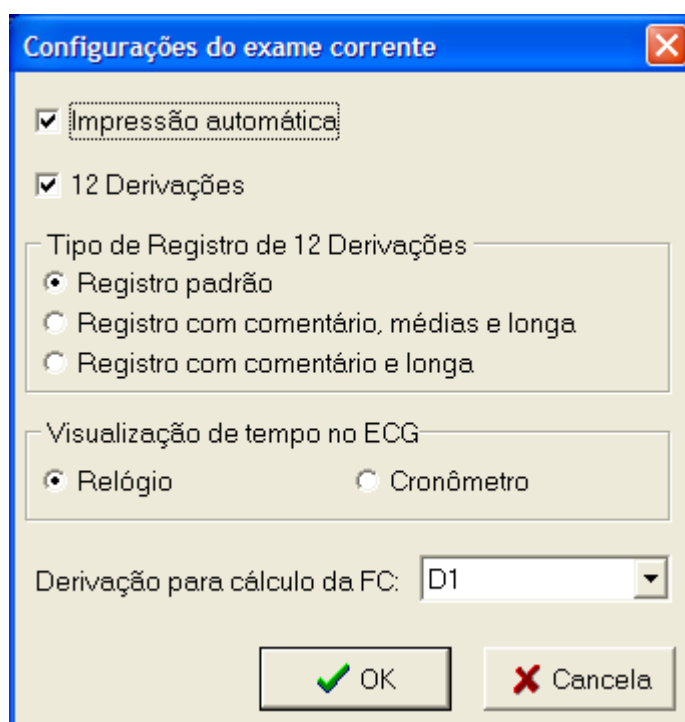 Configurações do exame corrente
Impressão automática
12 Derivações
Tipo de Registro de 12 Derivações
Registro padrão
Registro com comentário, médias e longa
Registro com comentário e longa
Visualização de tempo no ECG
Relógio Cronômetro
Derivação para cálculo da FC: D1
OK Cancela